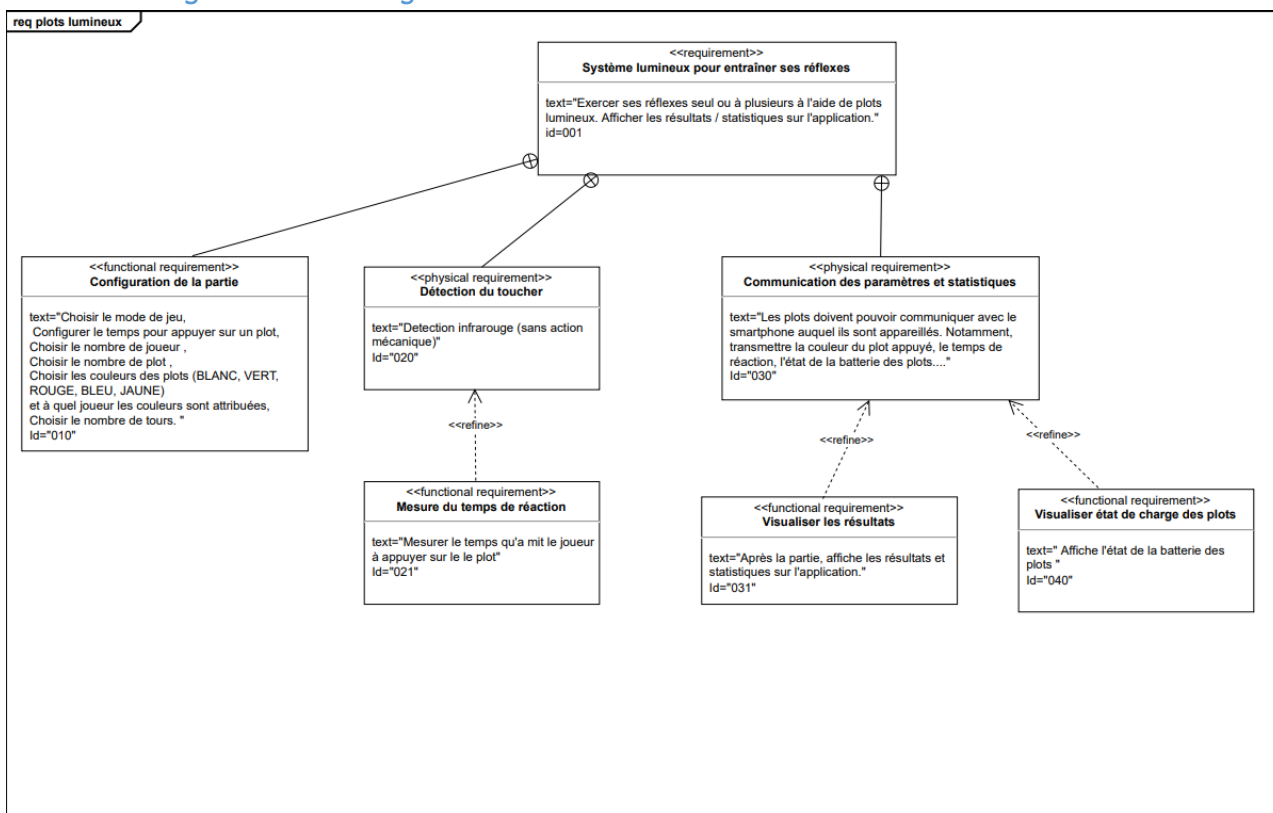 req plots lumineux
<<requirement>>
Système lumineux pour entraîner ses réflexes
text="Exercer ses réflexes seul ou à plusieurs à l'aide de plots
lumineux. Afficher les résultats / statistiques sur l'application."
id=001
<<functional requirement>>
Configuration de la partie
text="Choisir le mode de jeu,
Configurer le temps pour appuyer sur un plot,
Choisir le nombre de joueur ,
Choisir le nombre de plot ,
Choisir les couleurs des plots (BLANC, VERT,
ROUGE, BLEU, JAUNE)
et à quel joueur les couleurs sont attribuées,
Choisir le nombre de tours. "
Id="010"
<<physical requirement>>
Détection du toucher
text="Detection infrarouge (sans action
mécanique)"
Id="020"
<<physical requirement>>
Communication des paramètres et statistiques
text="Les plots doivent pouvoir communiquer avec le
smartphone auquel ils sont appareillés. Notamment,
transmettre la couleur du plot appuyé, le temps de
réaction, l'état de la batterie des plots...."
Id="030"
<<refine>>
<<refine>>
<<refine>>
<<functional requirement>>
Mesure du temps de réaction
text="Mesurer le temps qu'a mit le joueur
à appuyer sur le le plot"
Id="021"
<<functional requirement>>
Visualiser les résultats
text="Après la partie, affiche les résultats et
statistiques sur l'application."
Id="031"
<<functional requirement>>
Visualiser état de charge des plots
text=" Affiche l'état de la batterie des
plots "
Id="040"